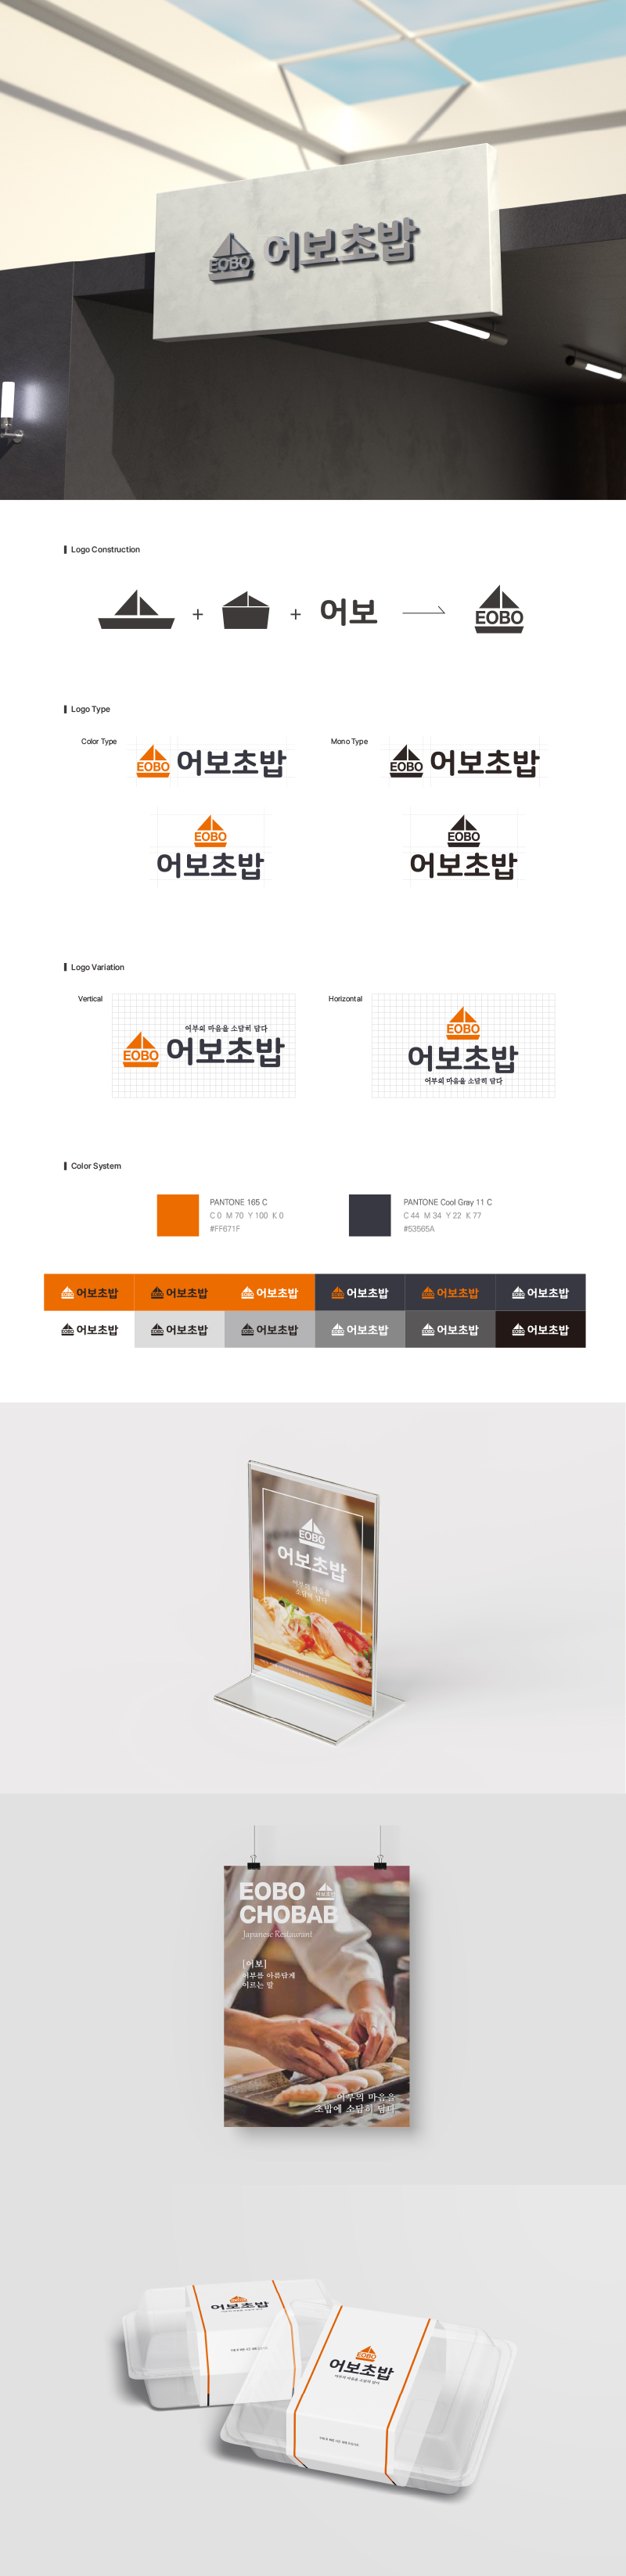 EOBO 어보초밥
Logo Construction
+ + 어보 EOBO
Logo Type
Color Type
EOBO 어보초밥
Mono Type
EOBO 어보초밥
EOBO
어보초밥
EOBO
어보초밥
Logo Variation
Vertical
어부의 마음을 소담히 담다
EOBO 어보초밥
Horizontal
EOBO
어보초밥
어부의 마음을 소담히 담다
Color System
PANTONE 165 C
C 0 M 70 Y 100 K 0
#FF671F
PANTONE Cool Gray 11 C
C 44 M 34 Y 22 K 77
#53565A
EOBO 어보초밥 EOBO 어보초밥 EOBO 어보초밥 EOBO 어보초밥 EOBO 어보초밥 EOBO 어보초밥
EOBO 어보초밥 EOBO 어보초밥 EOBO 어보초밥 EOBO 어보초밥 EOBO 어보초밥 EOBO 어보초밥
EOBO
어보초밥
어부의 마음을
소담히 담다
EOBO
어보초밥
CHOBAB
Japanese Restaurant
[어보]
어부를 아름답게
이르는 말
어부의 마음을
초밥에 소담히 담다
EOBO
어보초밥
EOBO
어보초밥
어부의 마음을 소담히 담다